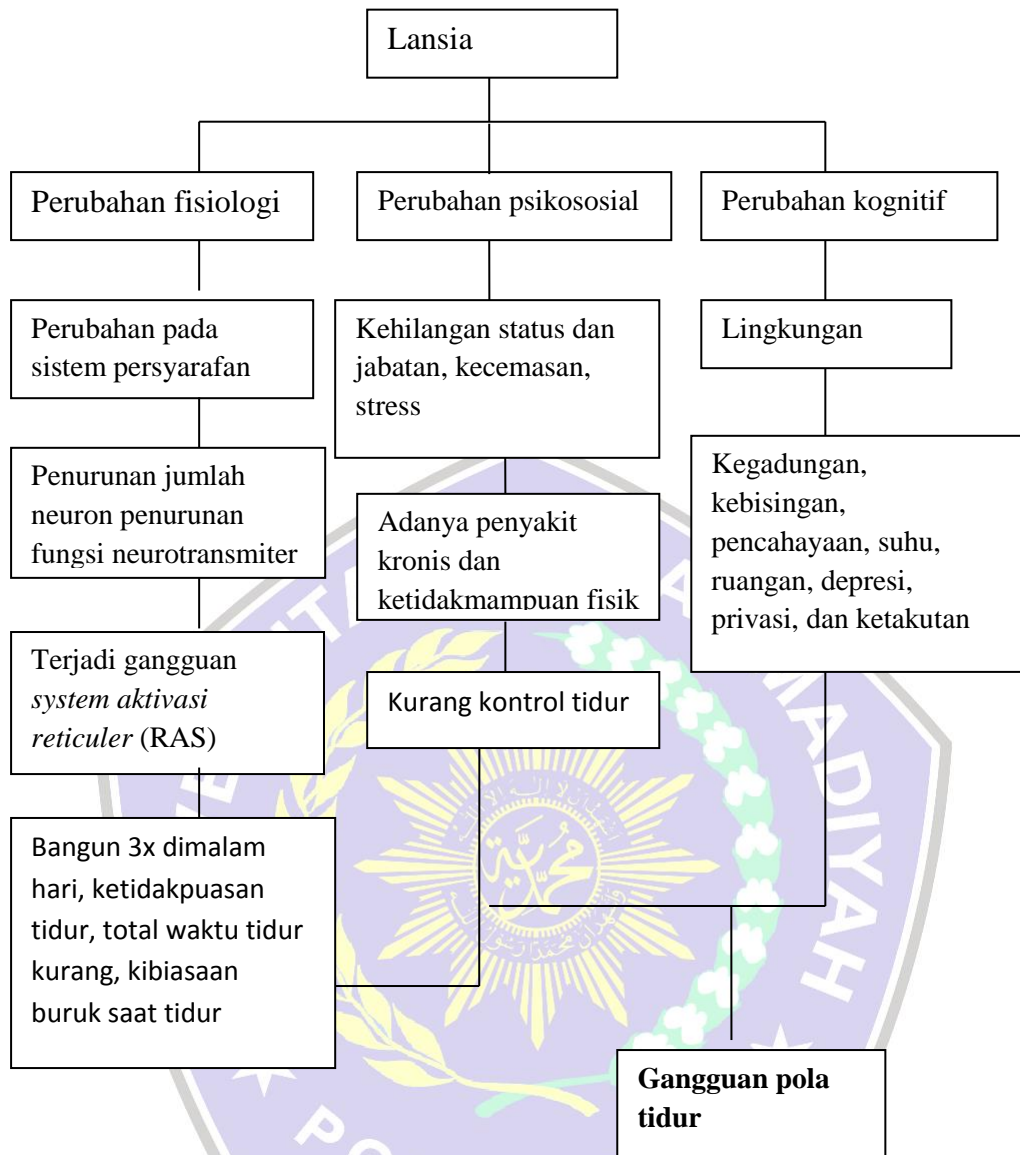 Lansia
Perubahan fisiologi
Perubahan psikososial
Perubahan kognitif
Perubahan pada
sistem persyarafan
Kehilangan status dan
jabatan, kecemasan,
stress
Lingkungan
Penurunan jumlah
neuron penurunan
fungsi neurotransmiter
Adanya penyakit
kronis dan
ketidakmampuan fisik
Kegadungan,
kebisingan,
pencahayaan, suhu,
ruangan, depresi,
privasi, dan ketakutan
Terjadi gangguan
system aktivasi
reticuler (RAS)
Kurang kontrol tidur
Bangun 3x dimalam
hari, ketidakpuasan
tidur, total waktu tidur
kurang, kibiasaan
buruk saat tidur
Gangguan pola
tidur